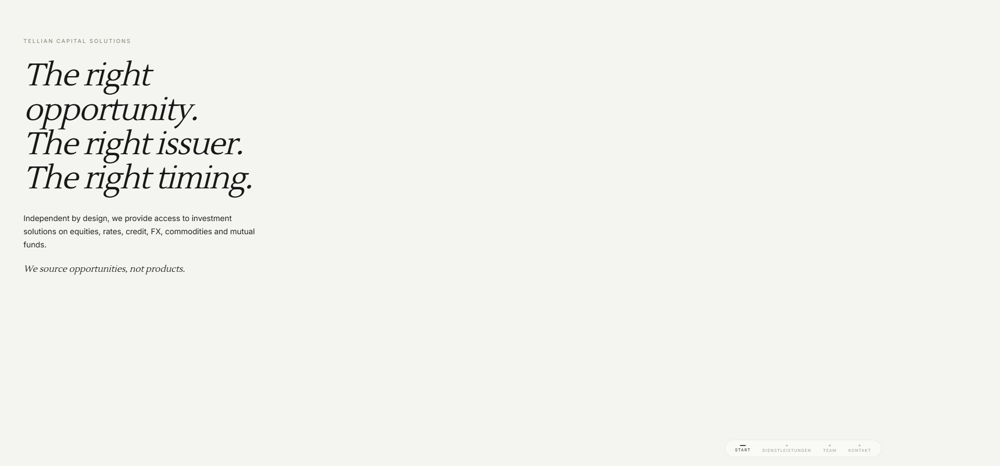 TELLIAN CAPITAL SOLUTIONS
The right
opportunity.
The right issuer.
The right timing.
Independent by design, we provide access to investment
solutions on equities, rates, credit, FX, commodities and mutual
funds.
We source opportunities, not products.
START DIENSTLEISTUNGEN TEAM KONTAKT